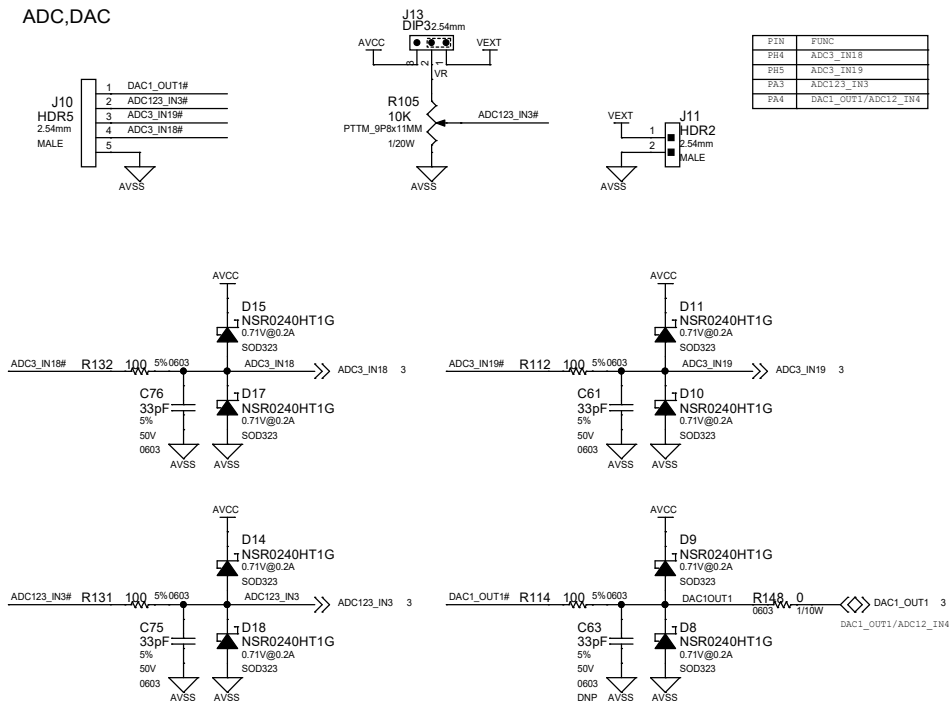 ADC,DAC
J10
HDR5
2.54mm
MALE
1 DAC1_OUT1#
2 ADC123_IN3#
3 ADC3_IN19#
4 ADC3_IN18#
5
AVSS
J13
DIP3 2.54mm
AVCC
VEXT
3 2 1
VR
R105
10K
PTTM_9P8x11MM
1/20W
ADC123_IN3#
AVSS
PIN FUNC
PH4 ADC3_IN18
PH5 ADC3_IN19
PA3 ADC123_IN3
PA4 DAC1_OUT1/ADC12_IN4
VEXT
1
2
J11
HDR2
2.54mm
MALE
AVSS
AVCC
D15
NSR0240HT1G
0.71V@0.2A
SOD323
ADC3_IN18# R132 100 5% 0603 ADC3_IN18 ADC3_IN18 3
C76
33pF
5%
50V
0603
D17
NSR0240HT1G
0.71V@0.2A
SOD323
AVSS AVSS
AVCC
D11
NSR0240HT1G
0.71V@0.2A
SOD323
ADC3_IN19# R112 100 5% 0603 ADC3_IN19 ADC3_IN19 3
C61
33pF
5%
50V
0603
D10
NSR0240HT1G
0.71V@0.2A
SOD323
AVSS AVSS
AVCC
D14
NSR0240HT1G
0.71V@0.2A
SOD323
ADC123_IN3# R131 100 5% 0603 ADC123_IN3 ADC123_IN3 3
C75
33pF
5%
50V
0603
D18
NSR0240HT1G
0.71V@0.2A
SOD323
AVSS AVSS
AVCC
D9
NSR0240HT1G
0.71V@0.2A
SOD323
DAC1_OUT1# R114 100 5% 0603 DAC1OUT1 R148 0 DAC1_OUT1 3
0603 1/10W
DAC1_OUT1/ADC12_IN4
C63
33pF
5%
50V
0603
DNP
D8
NSR0240HT1G
0.71V@0.2A
SOD323
AVSS AVSS